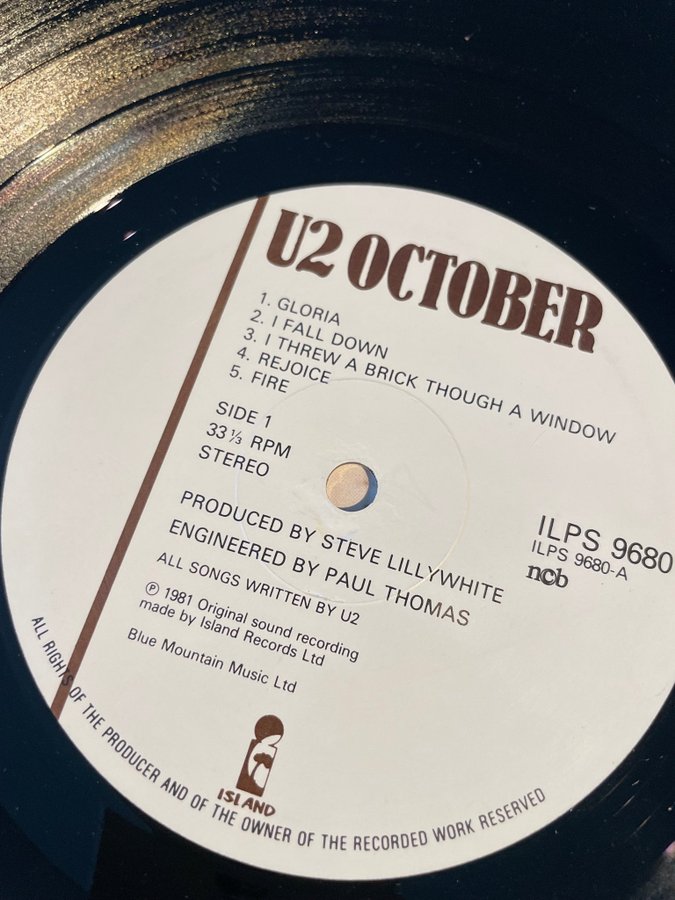 U2 OCTOBER
1. GLORIA
2. I FALL DOWN
3. I THREW A BRICK THOUGH A WINDOW
4. REJOICE
5. FIRE
SIDE 1
33⅓ RPM
STEREO
PRODUCED BY STEVE LILLYWHITE
ENGINEERED BY PAUL THOMAS
ALL SONGS WRITTEN BY U2
℗ 1981 Original sound recording
made by Island Records Ltd
Blue Mountain Music Ltd
ILPS 9680
ILPS 9680-A
ncb
ISLAND
ALL RIGHTS OF THE PRODUCER AND OF THE OWNER OF THE RECORDED WORK RESERVED